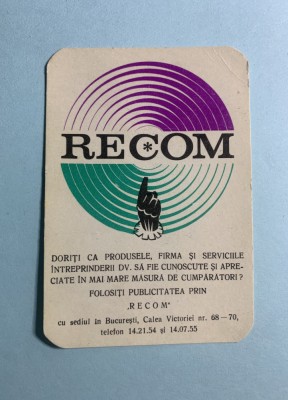 RE*COM
DORIȚI CA PRODUSELE, FIRMA ȘI SERVICIILE
ÎNTREPRINDERII DV. SĂ FIE CUNOSCUTE ȘI APRE-
CIATE ÎN MAI MARE MĂSURĂ DE CUMPĂRĂTORI?
FOLOSIȚI PUBLICITATEA PRIN
„RECOM"
cu sediul în București, Calea Victoriei nr. 68–70,
telefon 14.21.54 și 14.07.55